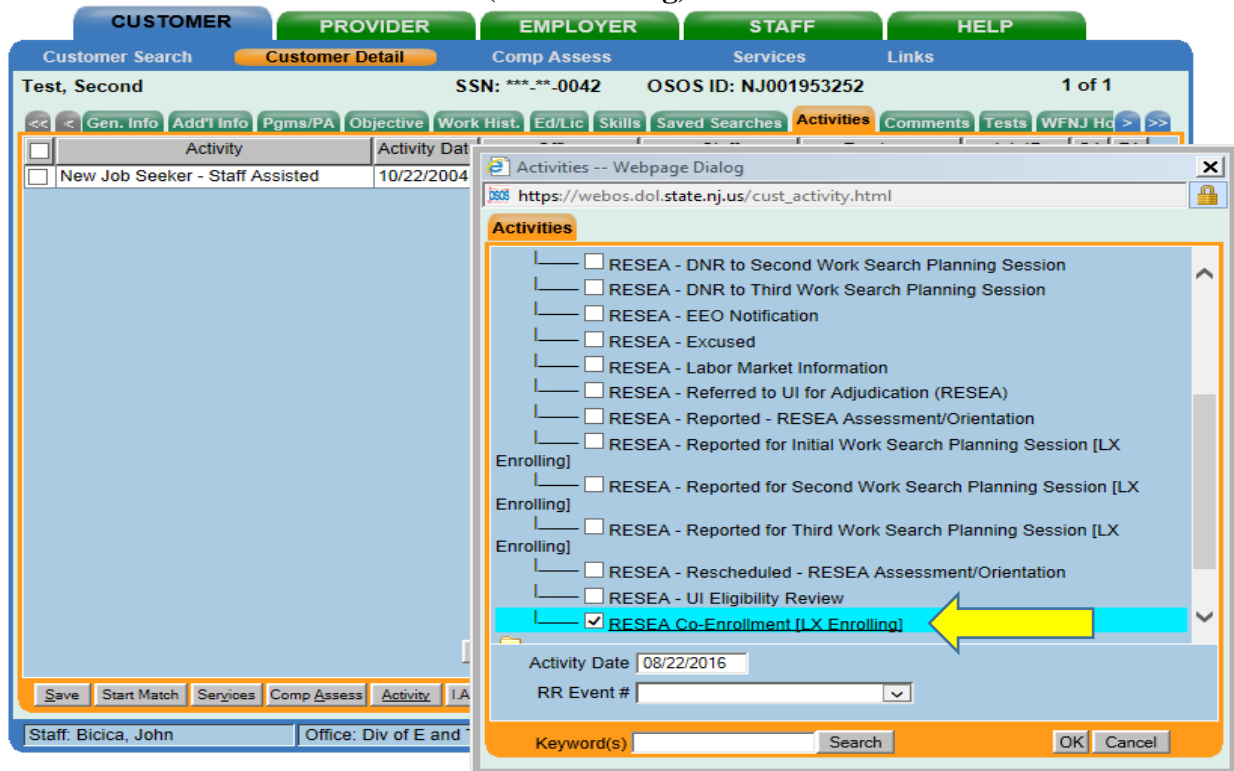 CUSTOMER PROVIDER EMPLOYER STAFF HELP
Customer Search Customer Detail Comp Assess Services Links
Test, Second SSN: ***-**-0042 OSOS ID: NJ001953252 1 of 1
<< < Gen. Info Add'l Info Pgms/PA Objective Work Hist. Ed/Lic Skills Saved Searches Activities Comments Tests WFNJ Ho > >>
Activity Activity Dat
New Job Seeker - Staff Assisted 10/22/2004
Activities -- Webpage Dialog
https://webos.dol.state.nj.us/cust_activity.html
Activities
RESEA - DNR to Second Work Search Planning Session
RESEA - DNR to Third Work Search Planning Session
RESEA - EEO Notification
RESEA - Excused
RESEA - Labor Market Information
RESEA - Referred to UI for Adjudication (RESEA)
RESEA - Reported - RESEA Assessment/Orientation
RESEA - Reported for Initial Work Search Planning Session [LX
Enrolling]
RESEA - Reported for Second Work Search Planning Session [LX
Enrolling]
RESEA - Reported for Third Work Search Planning Session [LX
Enrolling]
RESEA - Rescheduled - RESEA Assessment/Orientation
RESEA - UI Eligibility Review
RESEA Co-Enrollment [LX Enrolling]
Activity Date 08/22/2016
RR Event #
Keyword(s) Search OK Cancel
Save Start Match Services Comp Assess Activity I.A
Staff: Bicica, John Office: Div of E and T